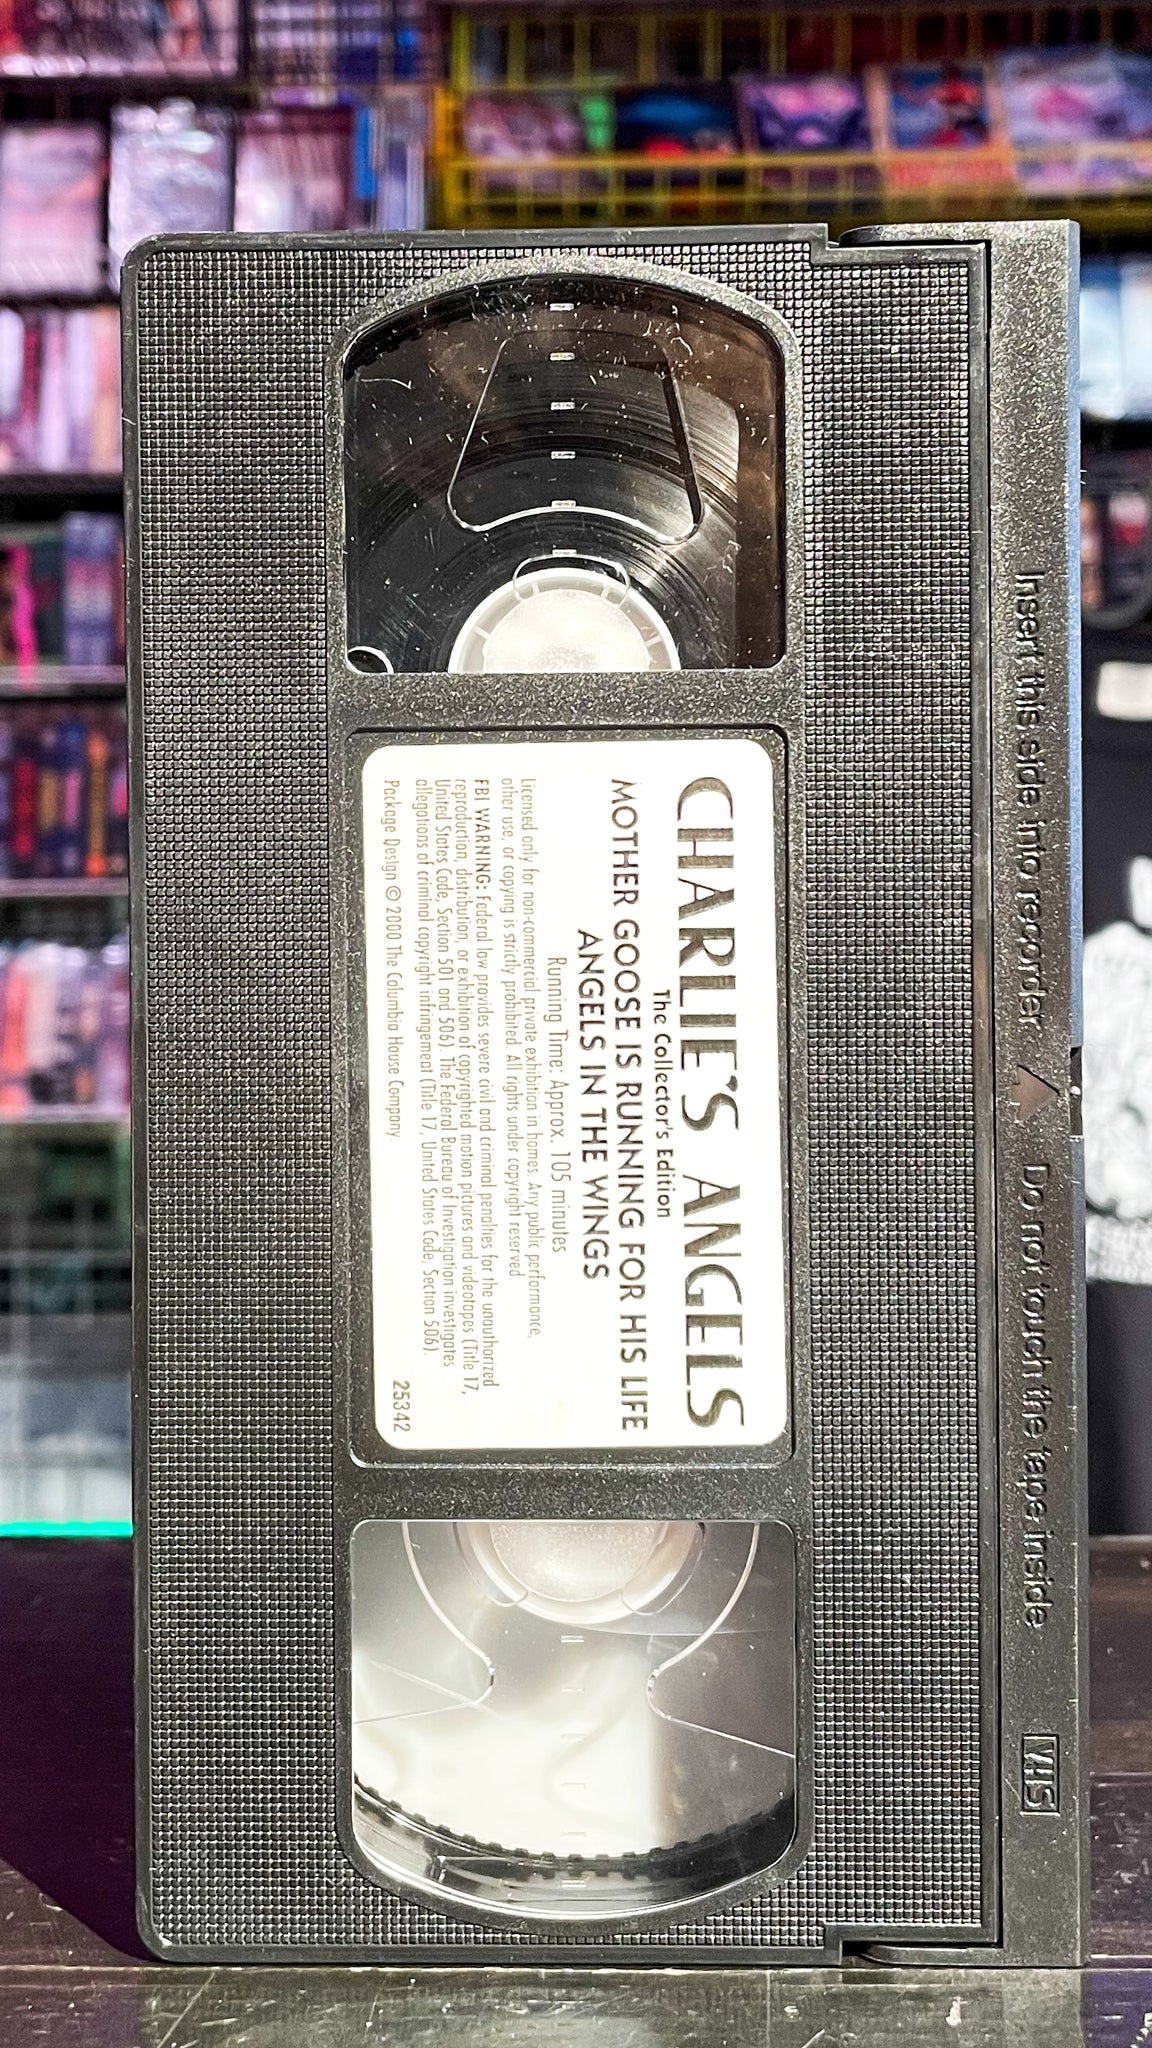 Insert this side into recorder △ Do not touch the tape inside VHS
CHARLIE'S ANGELS
The Collector's Edition
MOTHER GOOSE IS RUNNING FOR HIS LIFE
ANGELS IN THE WINGS
Running Time: Approx. 105 minutes
Licensed only for non-commercial private exhibition in homes. Any public performance,
other use, or copying is strictly prohibited. All rights under copyright reserved
FBI WARNING: Federal law provides severe civil and criminal penalties for the unauthorized
reproduction, distribution, or exhibition of copyrighted motion pictures and videotapes (Title 17,
United States Code, Section 501 and 506). The Federal Bureau of Investigation investigates
allegations of criminal copyright infringement (Title 17, United States Code, Section 506).
Package Design © 2000 The Columbia House Company.
25342